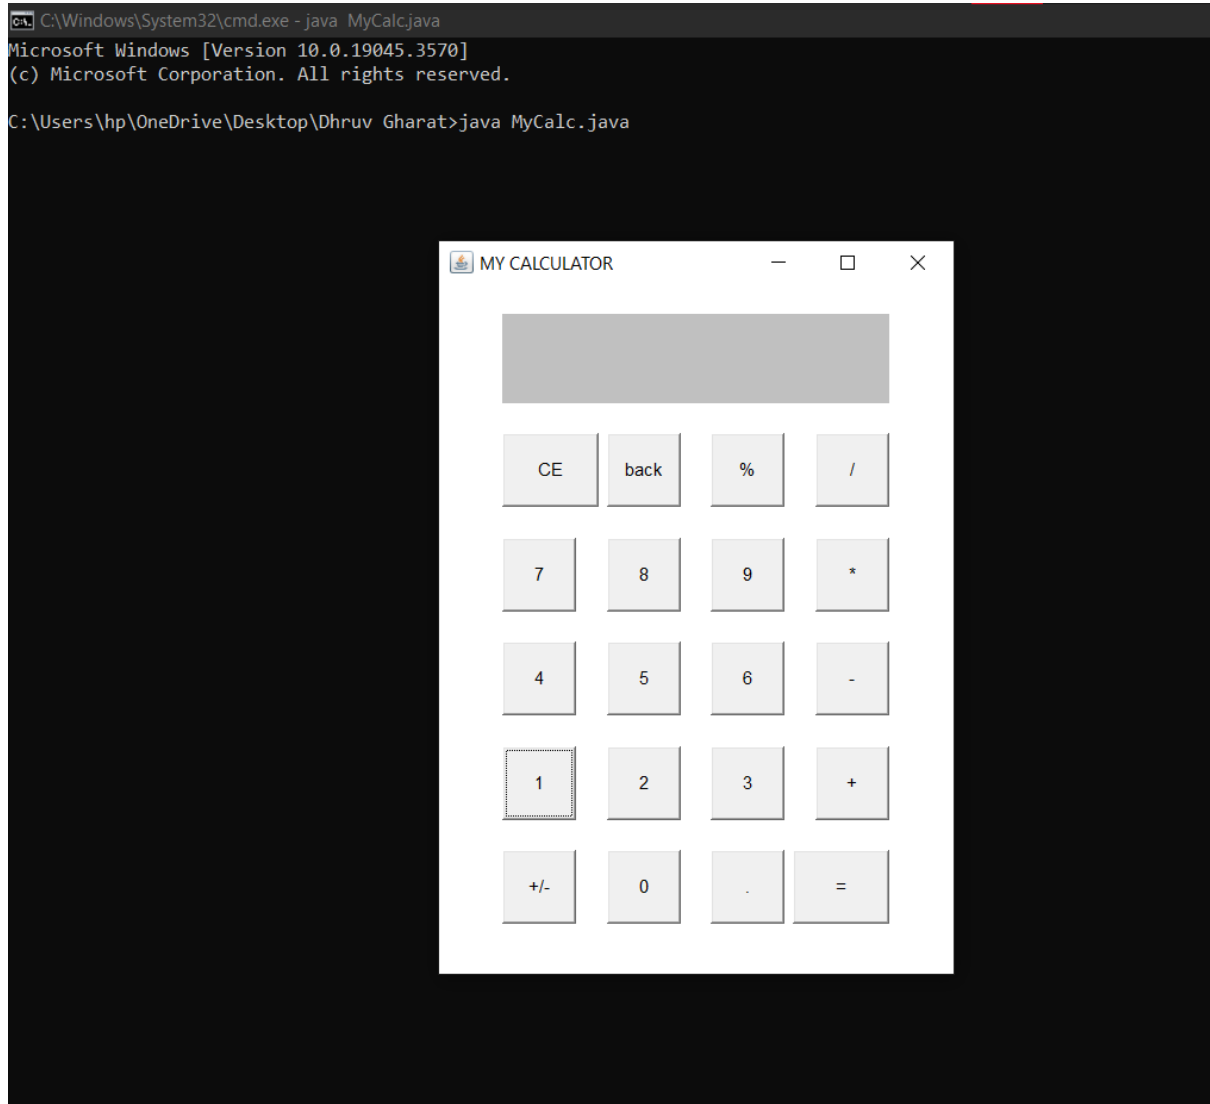 C:\Windows\System32\cmd.exe - java  MyCalc.java
Microsoft Windows [Version 10.0.19045.3570]
(c) Microsoft Corporation. All rights reserved.
C:\Users\hp\OneDrive\Desktop\Dhruv Gharat>java MyCalc.java
MY CALCULATOR
CE back % /
7 8 9 *
4 5 6 -
1 2 3 +
+/- 0 . =